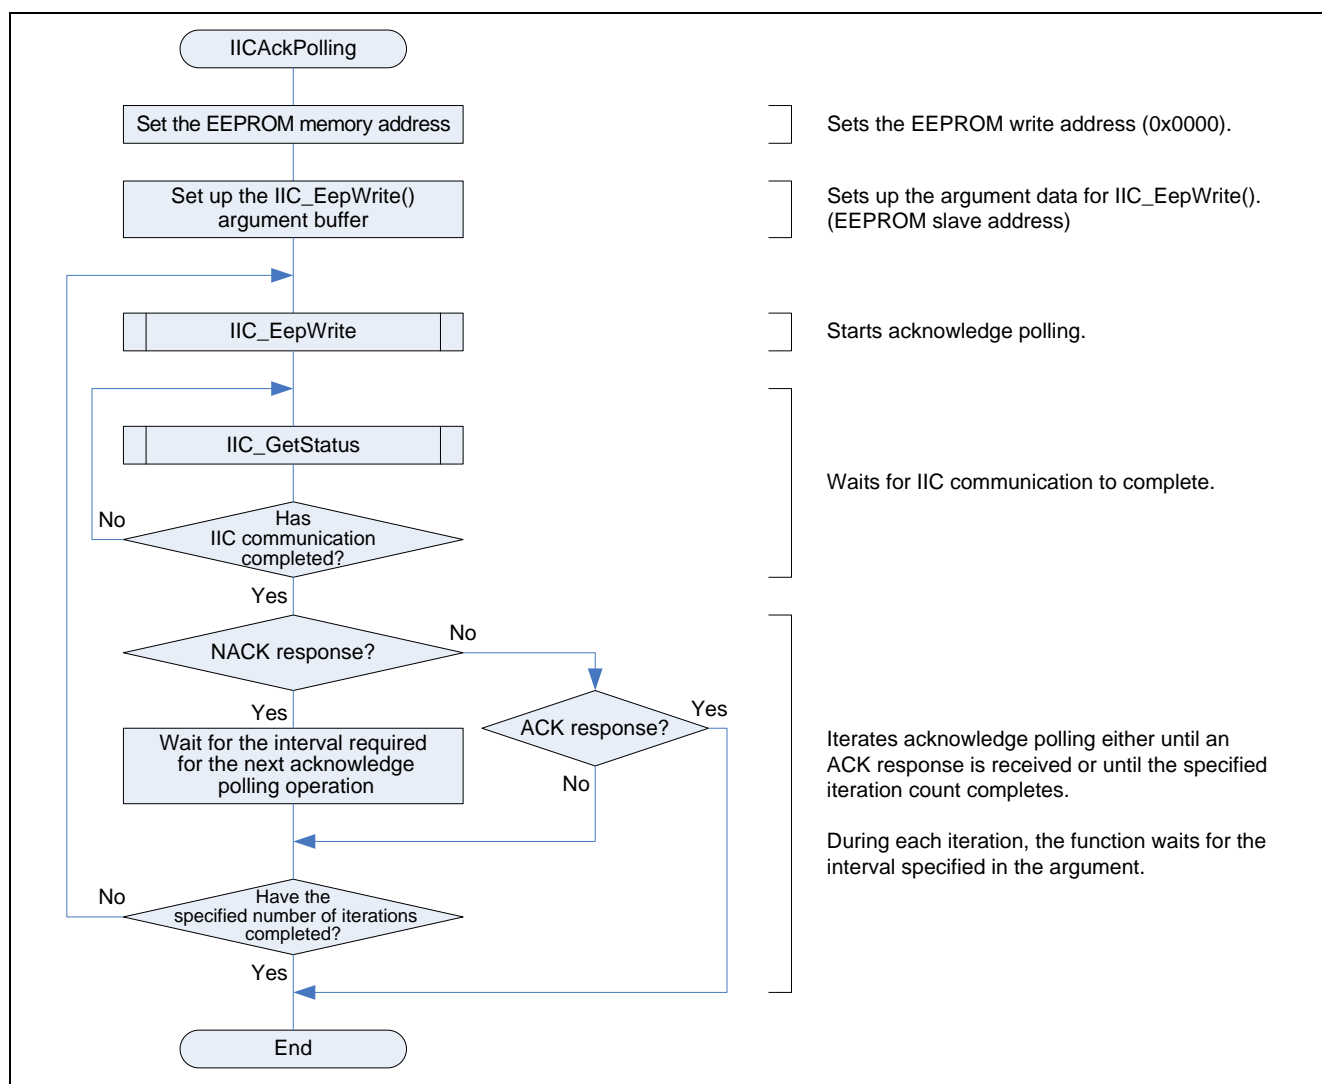 IICAckPolling
Set the EEPROM memory address
Sets the EEPROM write address (0x0000).
Set up the IIC_EepWrite()
argument buffer
Sets up the argument data for IIC_EepWrite().
(EEPROM slave address)
IIC_EepWrite
Starts acknowledge polling.
IIC_GetStatus
Waits for IIC communication to complete.
No
Has
IIC communication
completed?
Yes
NACK response?
No
Yes
ACK response?
Yes
No
Wait for the interval required
for the next acknowledge
polling operation
Iterates acknowledge polling either until an
ACK response is received or until the specified
iteration count completes.
During each iteration, the function waits for the
interval specified in the argument.
No
Have the
specified number of iterations
completed?
Yes
End